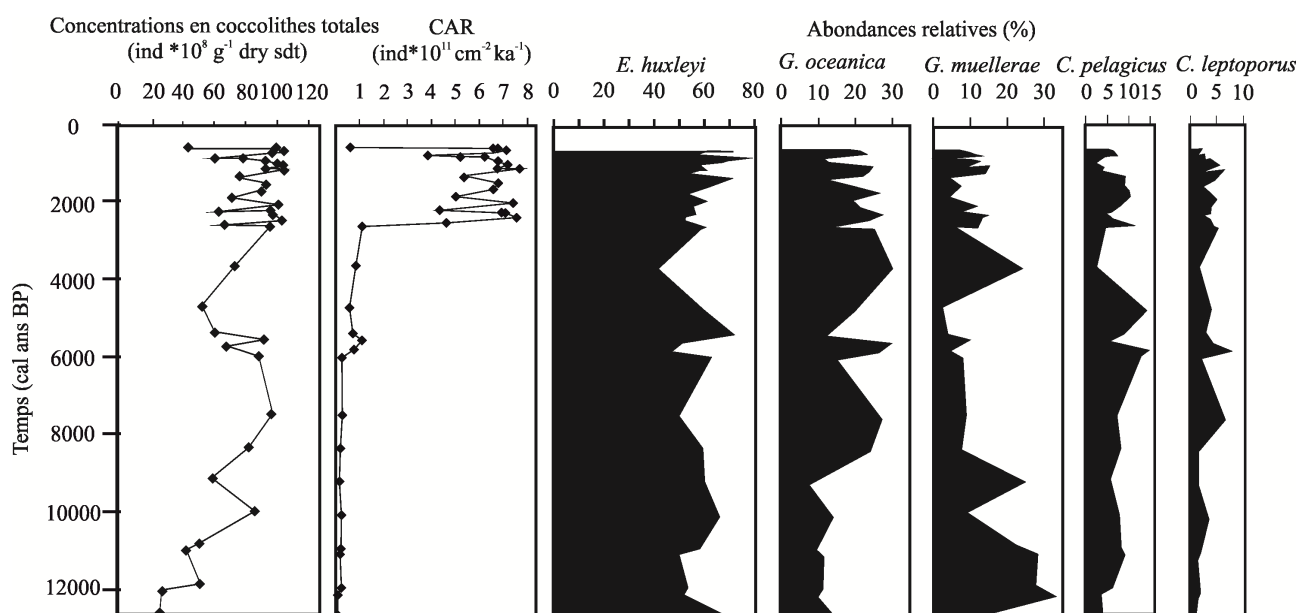 Concentrations en coccolithes totales
(ind *10⁸ g⁻¹ dry sdt)
CAR
(ind*10¹¹ cm⁻² ka⁻¹)
Abondances relatives (%)
E. huxleyi
G. oceanica
G. muellerae
C. pelagicus
C. leptoporus
0 20 40 60 80 100 120
1 2 3 4 5 6 7 8
0 20 40 60 80
0 10 20 30
0 10 20 30
0 5 10 15
0 5 10
Temps (cal ans BP)
0
2000
4000
6000
8000
10000
12000